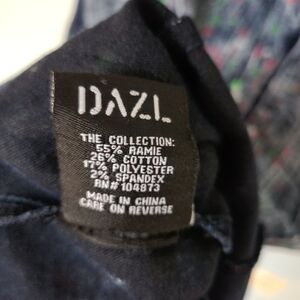 DAZL
THE COLLECTION:
55% RAMIE
26% COTTON
17% POLYESTER
2% SPANDEX
RN#104873
MADE IN CHINA
CARE ON REVERSE